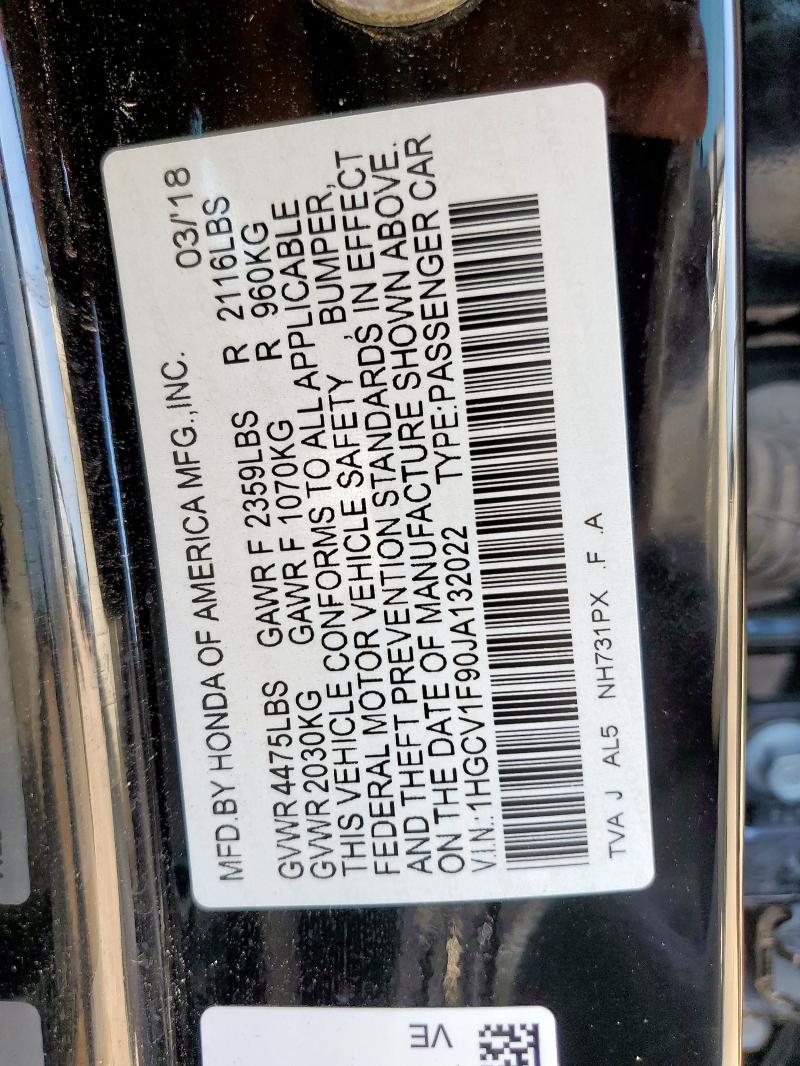 MFD.BY HONDA OF AMERICA MFG.,INC. 03/'18
GVWR 4475LBS GAWR F 2359LBS R 2116LBS
GVWR 2030KG GAWR F 1070KG R 960KG
THIS VEHICLE CONFORMS TO ALL APPLICABLE
FEDERAL MOTOR VEHICLE SAFETY , BUMPER,
AND THEFT PREVENTION STANDARDS, IN EFFECT
ON THE DATE OF MANUFACTURE SHOWN ABOVE.
V.I.N.: 1HGCV1F90JA132022 TYPE:PASSENGER CAR
TVA J AL5 NH731PX .F .A
VE